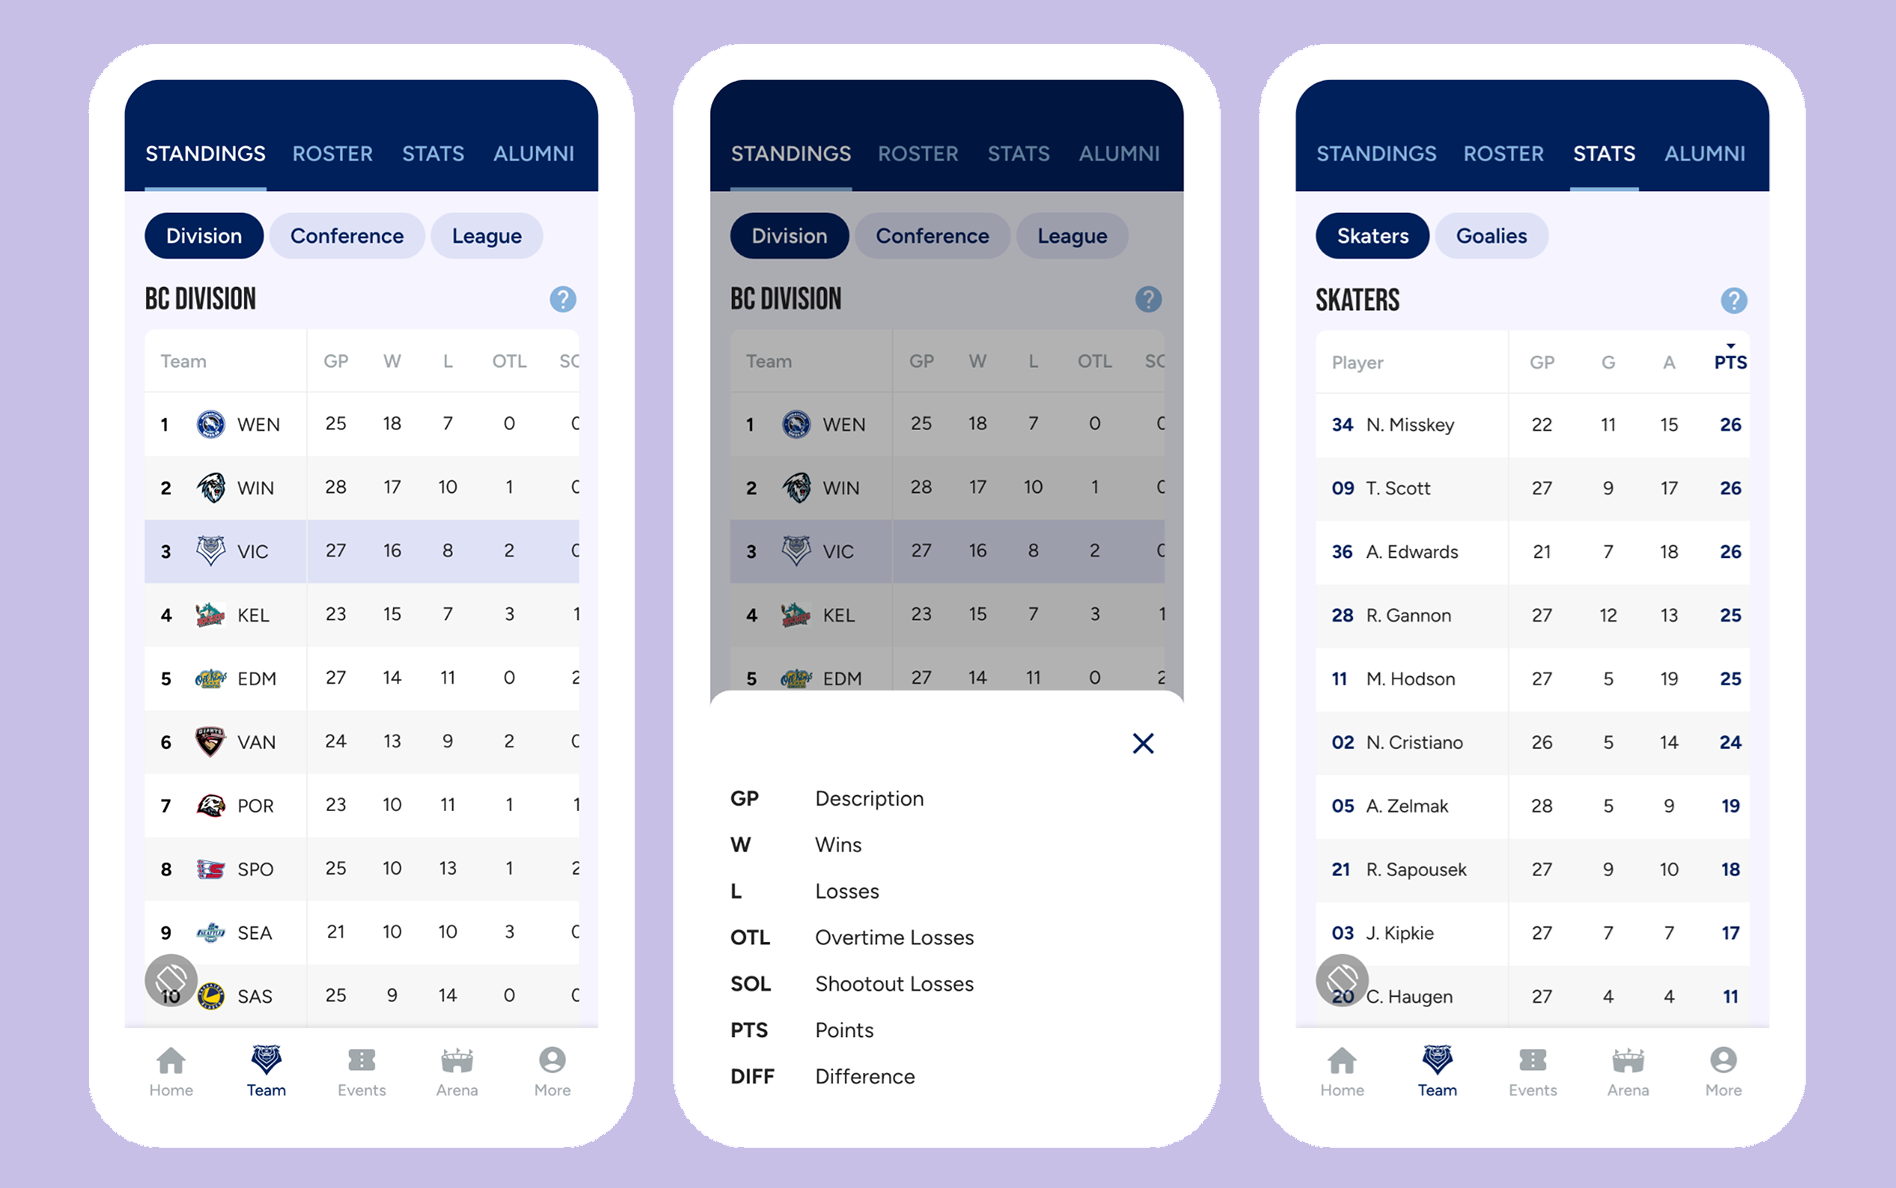 STANDINGS ROSTER STATS ALUMNI
Division Conference League
BC DIVISION ?
Team GP W L OTL SO
1 WEN 25 18 7 0
2 WIN 28 17 10 1
3 VIC 27 16 8 2
4 KEL 23 15 7 3 1
5 EDM 27 14 11 0 2
6 VAN 24 13 9 2
7 POR 23 10 11 1 1
8 SPO 25 10 13 1 2
9 SEA 21 10 10 3
10 SAS 25 9 14 0
Home Team Events Arena More
STANDINGS ROSTER STATS ALUMNI
Division Conference League
BC DIVISION ?
Team GP W L OTL SO
1 WEN 25 18 7 0
2 WIN 28 17 10 1
3 VIC 27 16 8 2
4 KEL 23 15 7 3 1
5 EDM 27 14 11 0 2
GP Description
W Wins
L Losses
OTL Overtime Losses
SOL Shootout Losses
PTS Points
DIFF Difference
STANDINGS ROSTER STATS ALUMNI
Skaters Goalies
SKATERS ?
Player GP G A PTS
34 N. Misskey 22 11 15 26
09 T. Scott 27 9 17 26
36 A. Edwards 21 7 18 26
28 R. Gannon 27 12 13 25
11 M. Hodson 27 5 19 25
02 N. Cristiano 26 5 14 24
05 A. Zelmak 28 5 9 19
21 R. Sapousek 27 9 10 18
03 J. Kipkie 27 7 7 17
20 C. Haugen 27 4 4 11
Home Team Events Arena More